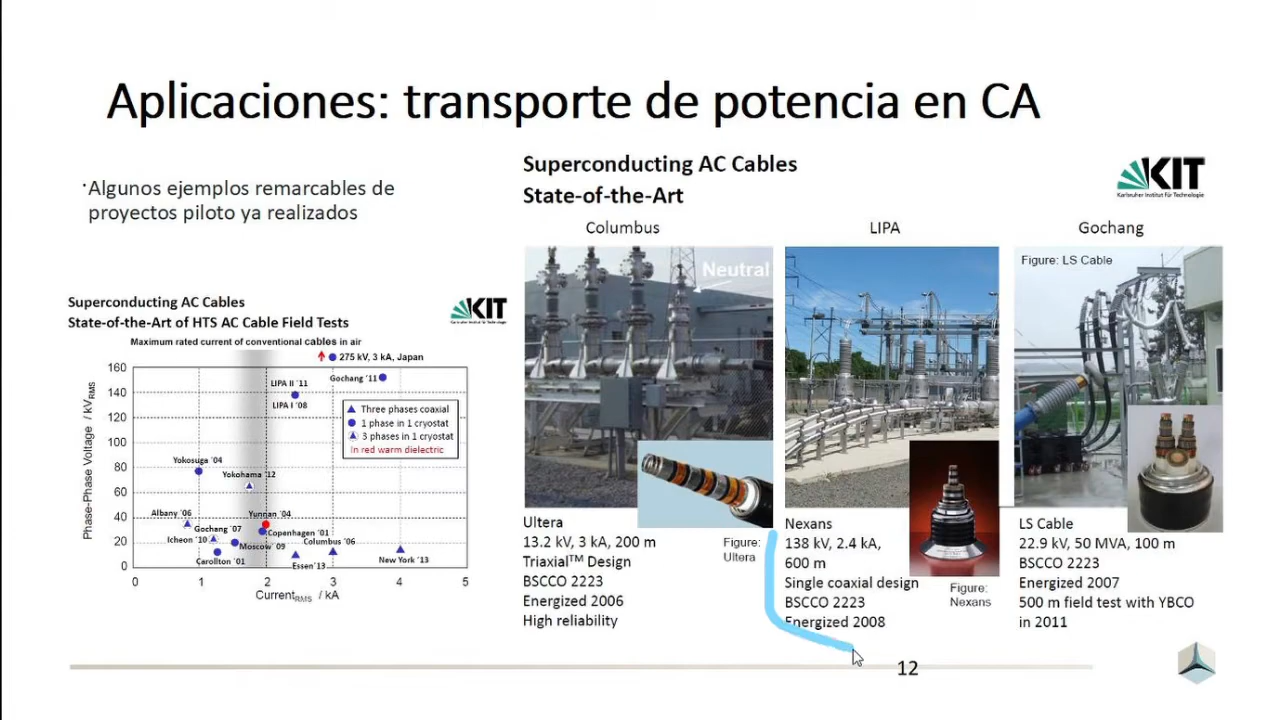 Aplicaciones: transporte de potencia en CA
Algunos ejemplos remarcables de
proyectos piloto ya realizados
Superconducting AC Cables
State-of-the-Art of HTS AC Cable Field Tests
KIT
Karlsruher Institut für Technologie
Maximum rated current of conventional cables in air
275 kV, 3 kA, Japan
Gochang '11
LIPA II '11
LIPA I '08
Three phases coaxial
1 phase in 1 cryostat
3 phases in 1 cryostat
In red warm dielectric
Yokosuga '04
Yokohama '12
Albany '06
Yunnan '04
Gochang '07
Copenhagen '01
Icheon '10
Moscow '09
Columbus '06
Carollton '01
Essen'13
New York '13
160
140
120
100
80
60
40
20
0
0 1 2 3 4 5
Phase-Phase Voltage / kVRMS
CurrentRMS / kA
Superconducting AC Cables
State-of-the-Art
KIT
Karlsruher Institut für Technologie
Columbus
LIPA
Gochang
Neutral
Figure: LS Cable
Ultera
13.2 kV, 3 kA, 200 m
Triaxial™ Design
BSCCO 2223
Energized 2006
High reliability
Figure:
Ultera
Nexans
138 kV, 2.4 kA,
600 m
Single coaxial design
BSCCO 2223
Energized 2008
Figure:
Nexans
LS Cable
22.9 kV, 50 MVA, 100 m
BSCCO 2223
Energized 2007
500 m field test with YBCO
in 2011
12